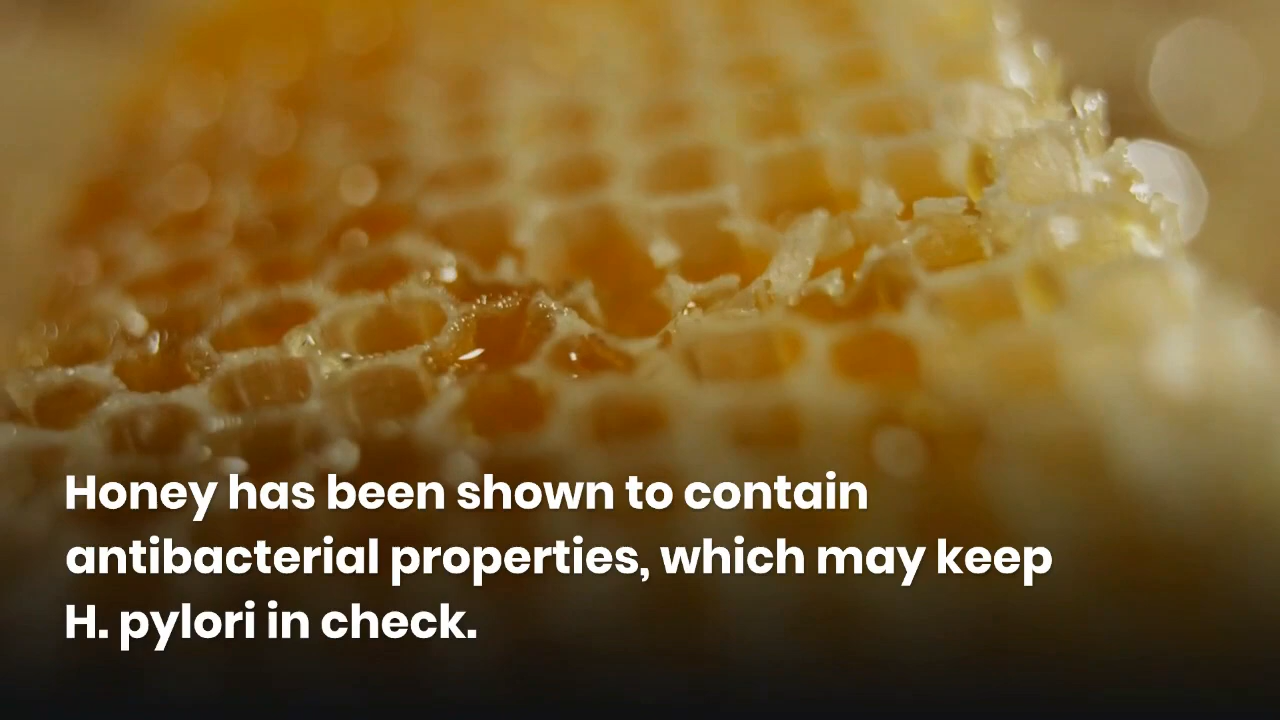 Honey has been shown to contain
antibacterial properties, which may keep
H. pylori in check.